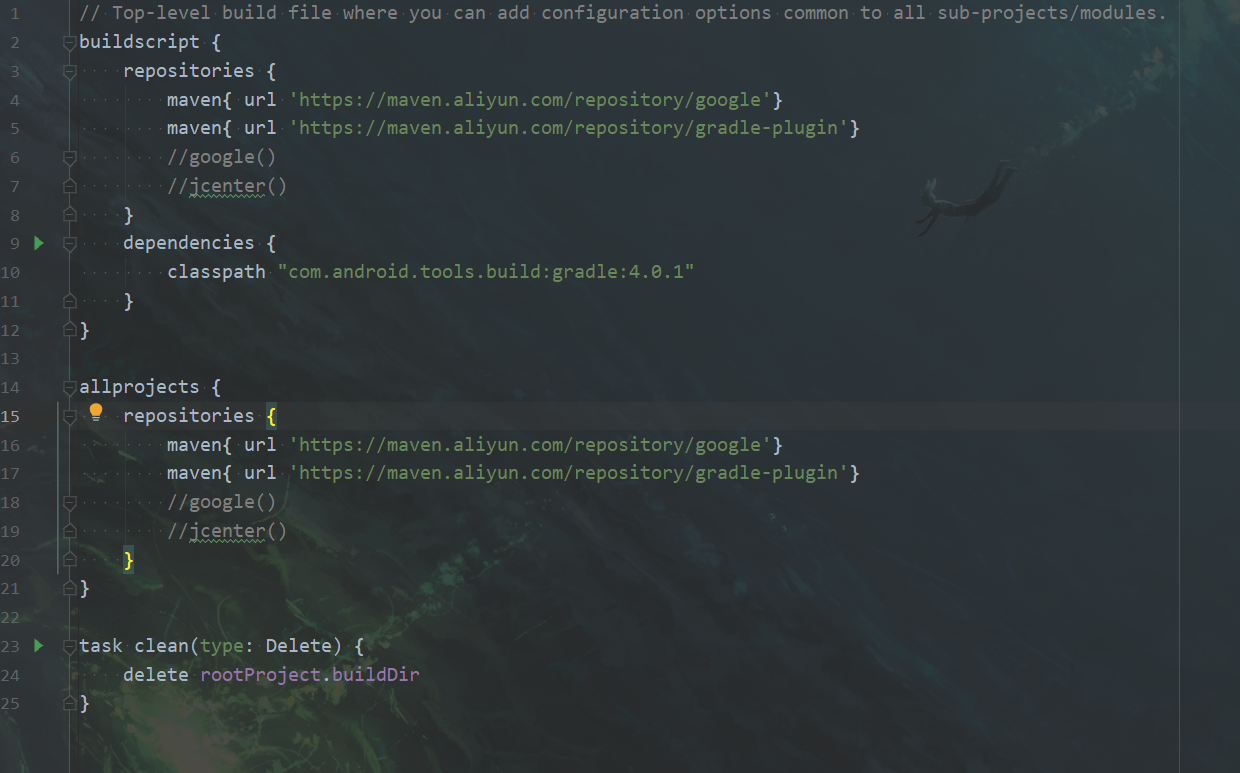 1 // Top-level build file where you can add configuration options common to all sub-projects/modules.
2 buildscript {
3     repositories {
4         maven{ url 'https://maven.aliyun.com/repository/google'}
5         maven{ url 'https://maven.aliyun.com/repository/gradle-plugin'}
6         //google()
7         //jcenter()
8     }
9     dependencies {
10         classpath "com.android.tools.build:gradle:4.0.1"
11     }
12 }
13
14 allprojects {
15     repositories {
16         maven{ url 'https://maven.aliyun.com/repository/google'}
17         maven{ url 'https://maven.aliyun.com/repository/gradle-plugin'}
18         //google()
19         //jcenter()
20     }
21 }
22
23 task clean(type: Delete) {
24     delete rootProject.buildDir
25 }